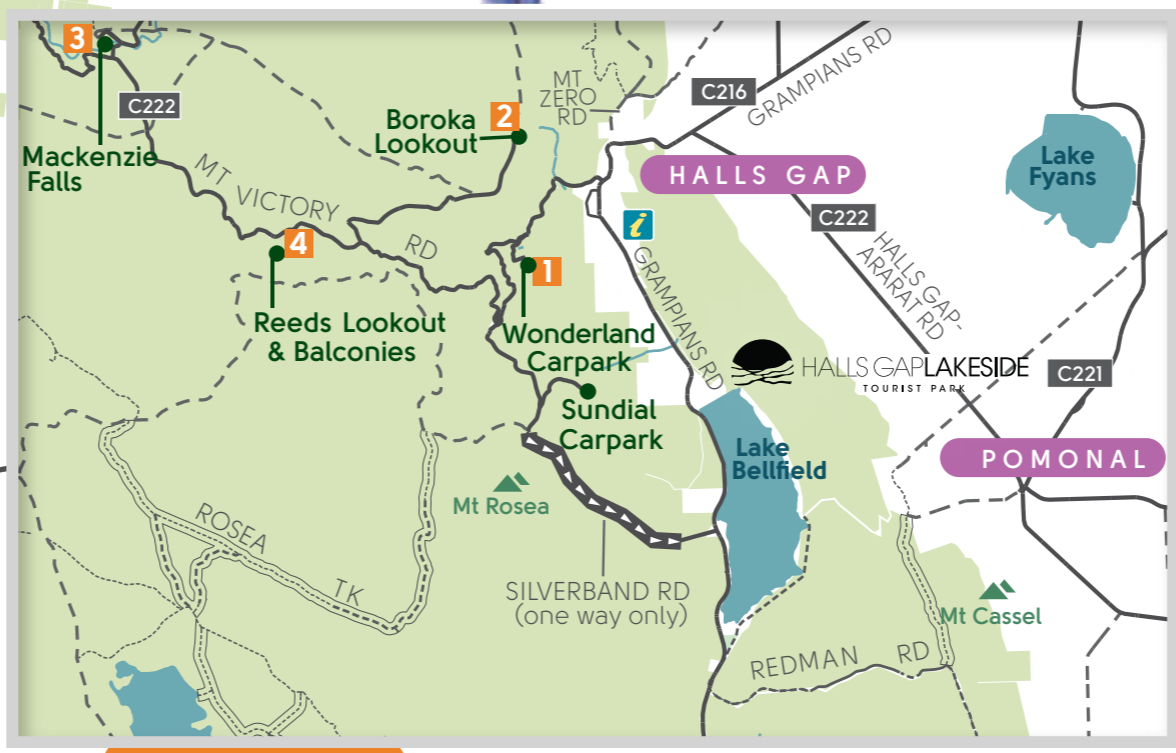 3
C222
Mackenzie
Falls
MT VICTORY
RD
Boroka
Lookout
2
MT
ZERO
RD
C216
GRAMPIANS RD
HALLS GAP
Lake
Fyans
C222
HALLS GAP-
ARARAT RD
i
GRAMPIANS RD
4
Reeds Lookout
& Balconies
1
Wonderland
Carpark
Sundial
Carpark
HALLS GAPLAKESIDE
TOURIST PARK
C221
POMONAL
Lake
Bellfield
Mt Rosea
ROSEA
TK
SILVERBAND RD
(one way only)
Mt Cassel
REDMAN RD